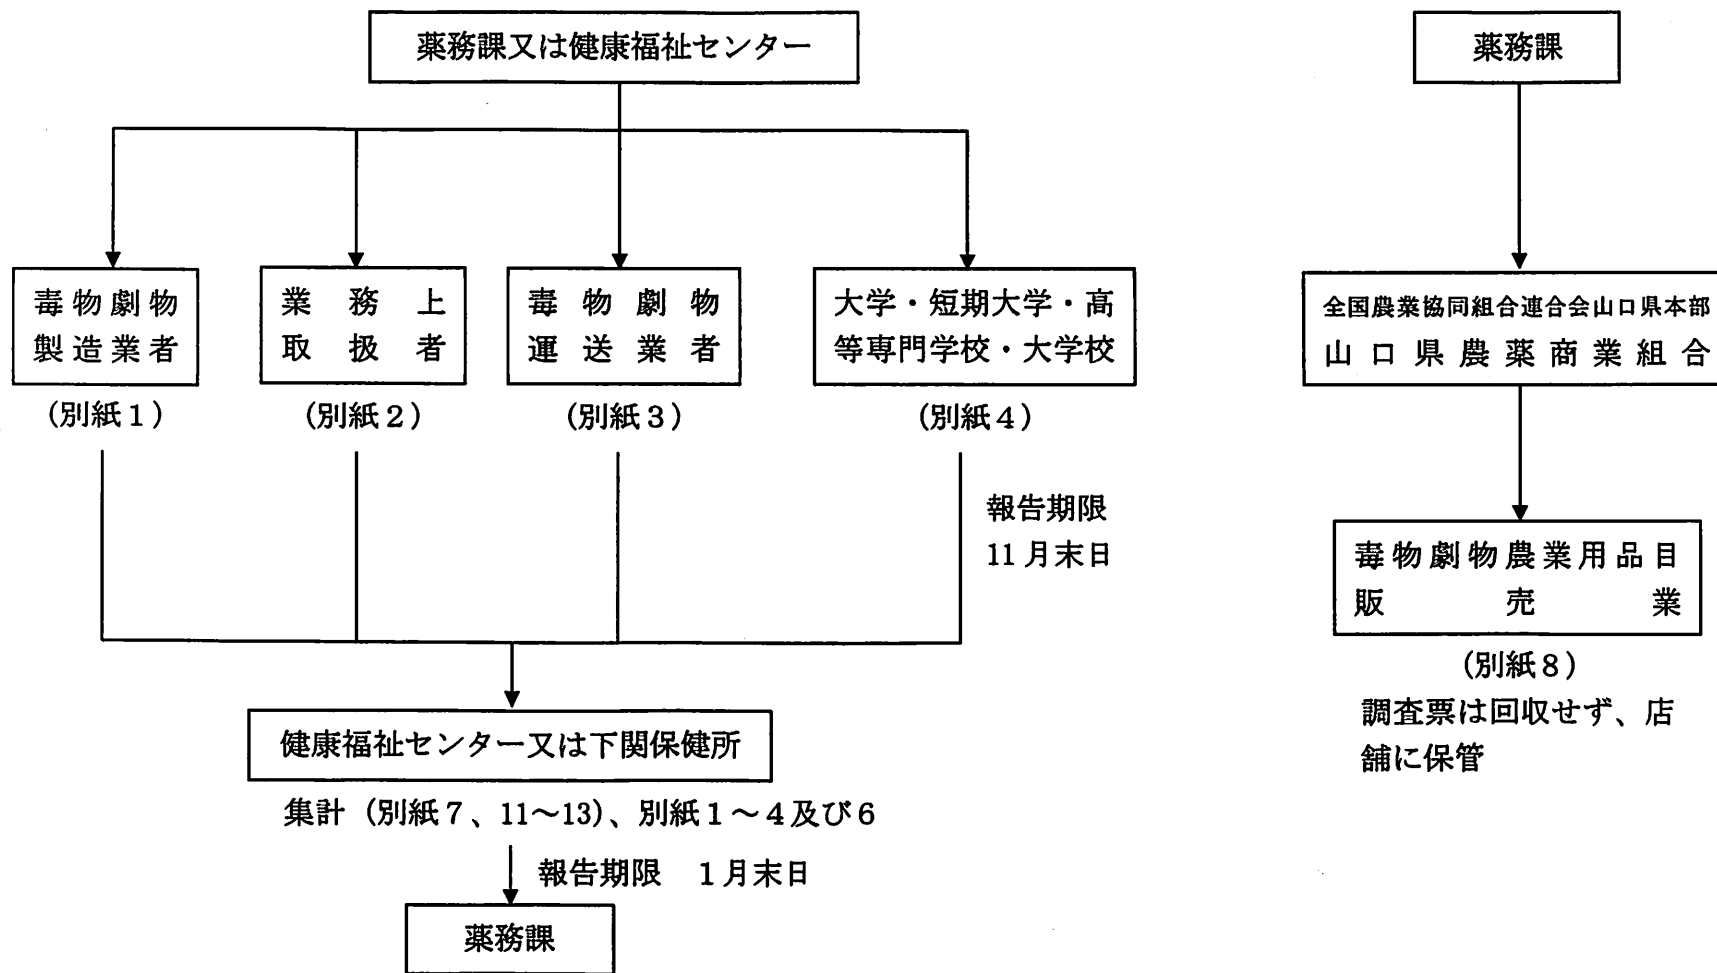 薬務課又は健康福祉センター
毒物劇物
製造業者
(別紙1)
業務上
取扱者
(別紙2)
毒物劇物
運送業者
(別紙3)
大学・短期大学・高
等専門学校・大学校
(別紙4)
報告期限
11月末日
健康福祉センター又は下関保健所
集計（別紙7、11～13）、別紙1～4及び6
報告期限　1月末日
薬務課
薬務課
全国農業協同組合連合会山口県本部
山口県農薬商業組合
毒物劇物農業用品目
販売業
(別紙8)
調査票は回収せず、店
舗に保管